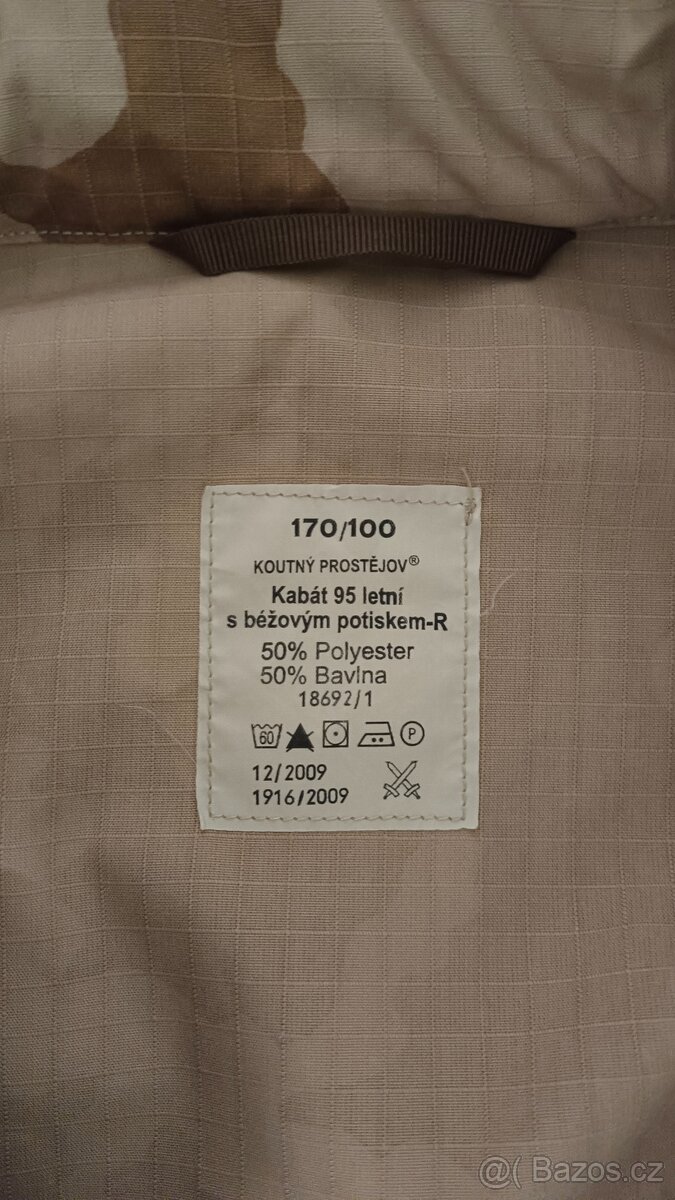 170/100
KOUTNÝ PROSTĚJOV®
Kabát 95 letní
s béžovým potiskem-R
50% Polyester
50% Bavlna
18692/1
60 P
12/2009
1916/2009
@( Bazos.cz